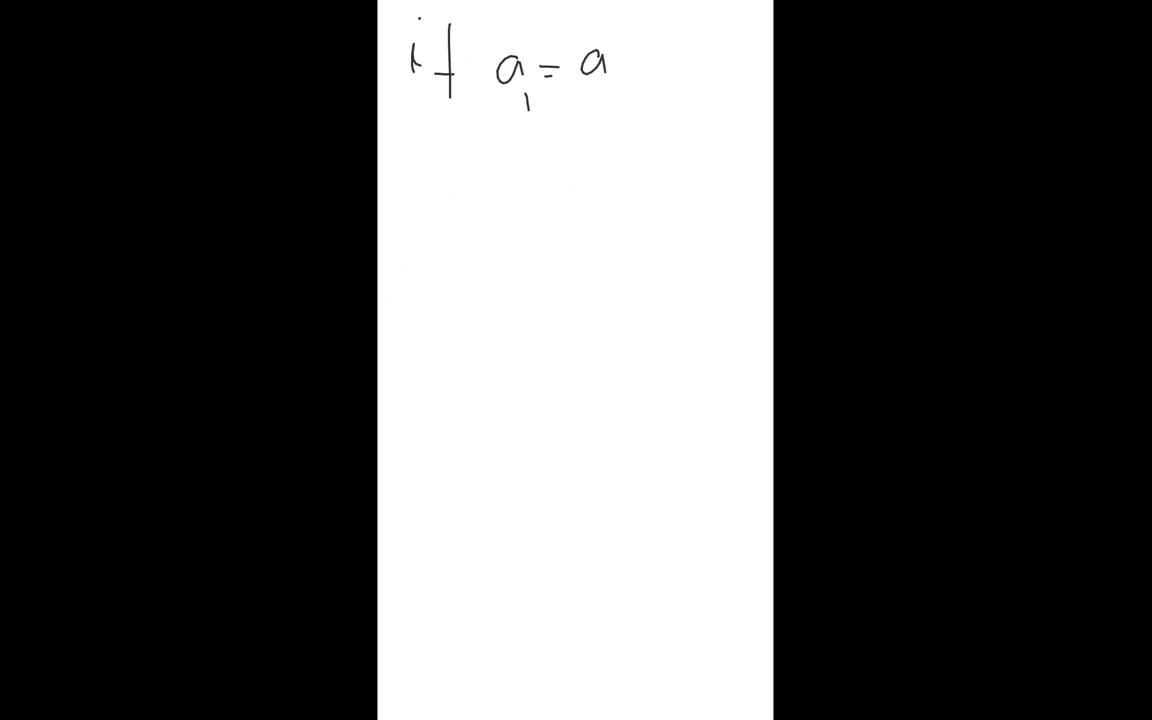 if a₁ = a